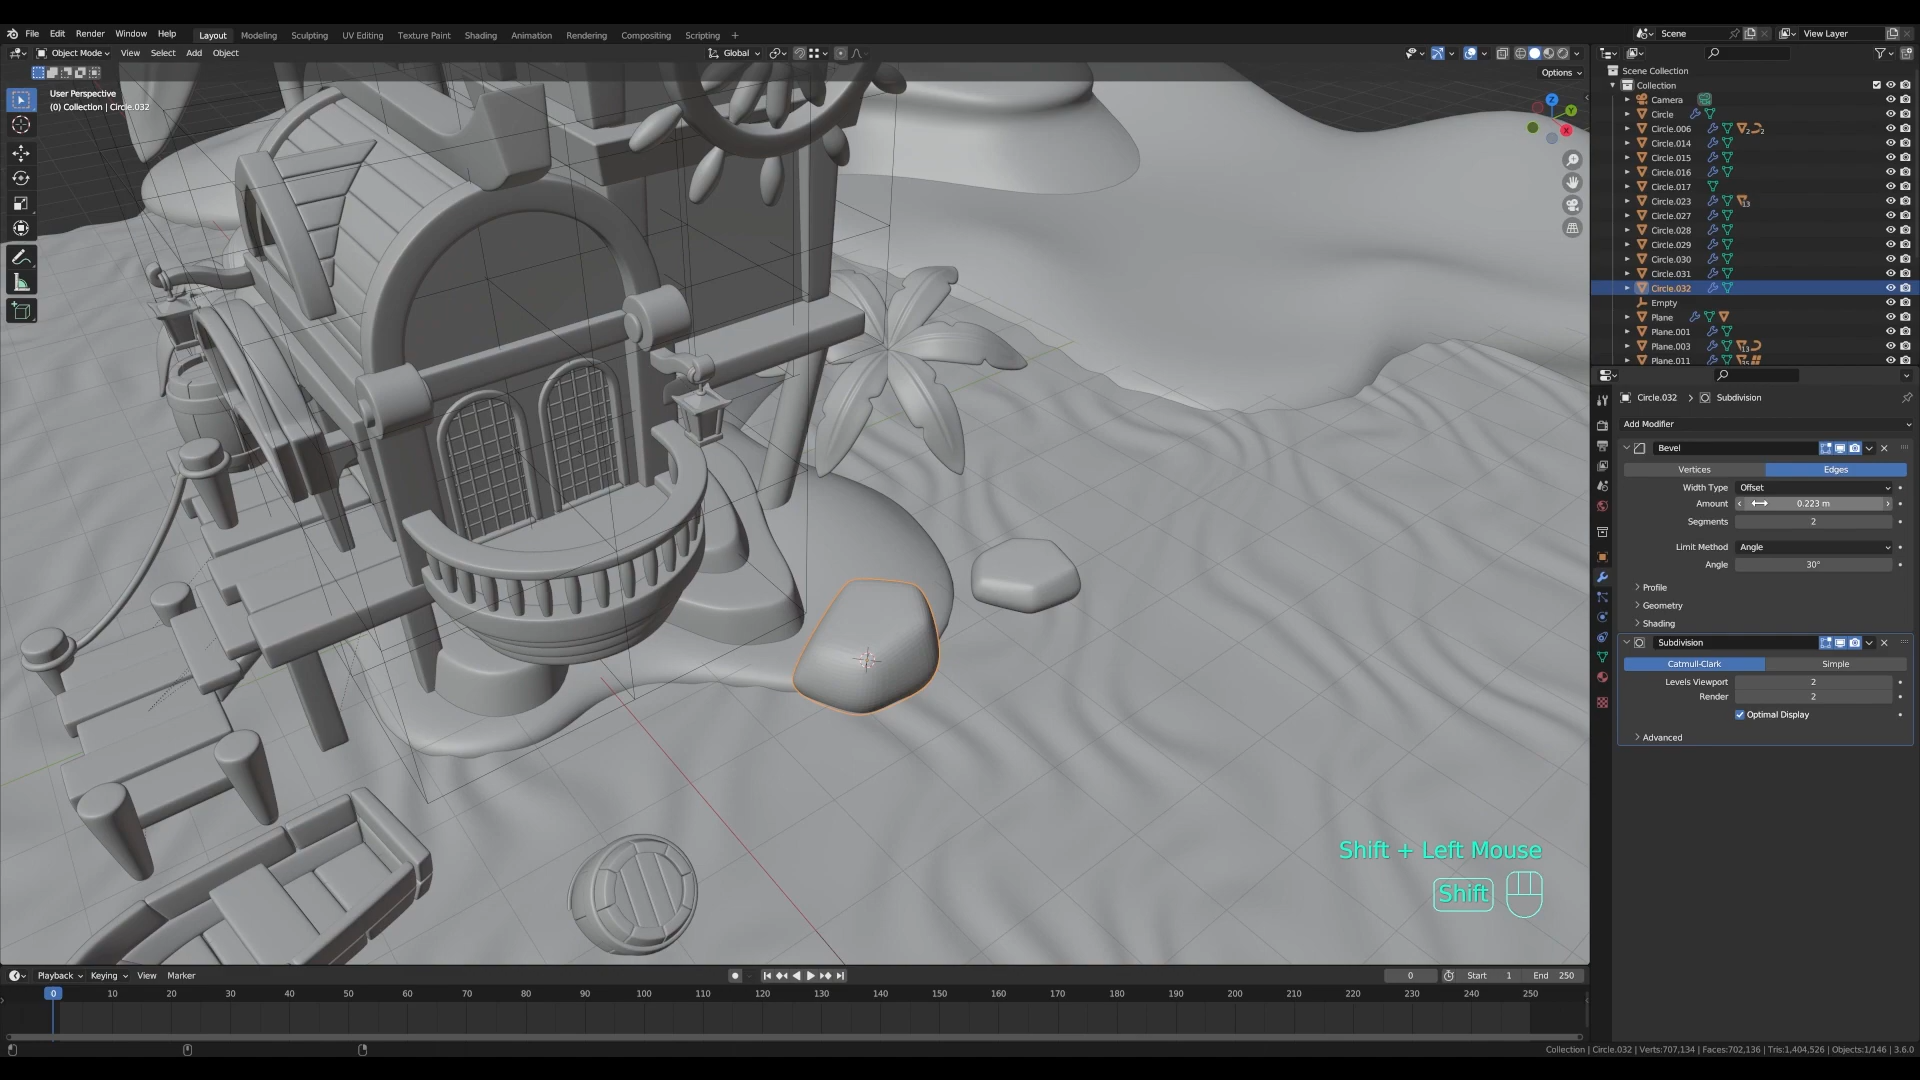 File Edit Render Window Help Layout Modeling Sculpting UV Editing Texture Paint Shading Animation Rendering Compositing Scripting + Scene View Layer
Object Mode View Select Add Object Global
Options
User Perspective
(0) Collection | Circle.032
Scene Collection
Collection
Camera
Circle
Circle.006 2 2
Circle.014
Circle.015
Circle.016
Circle.017
Circle.023 13
Circle.027
Circle.028
Circle.029
Circle.030
Circle.031
Circle.032
Empty
Plane
Plane.001
Plane.003 13
Plane.011 35
Z
Y
X
Circle.032 > Subdivision
Add Modifier
Bevel
Vertices Edges
Width Type Offset
Amount 0.223 m
Segments 2
Limit Method Angle
Angle 30°
Profile
Geometry
Shading
Subdivision
Catmull-Clark Simple
Levels Viewport 2
Render 2
Optimal Display
Advanced
Shift + Left Mouse
Shift
Playback Keying View Marker 0 Start 1 End 250
0 10 20 30 40 50 60 70 80 90 100 110 120 130 140 150 160 170 180 190 200 210 220 230 240 250
Collection | Circle.032 | Verts:707,134 | Faces:702,136 | Tris:1,404,526 | Objects:1/146 | 3.6.0